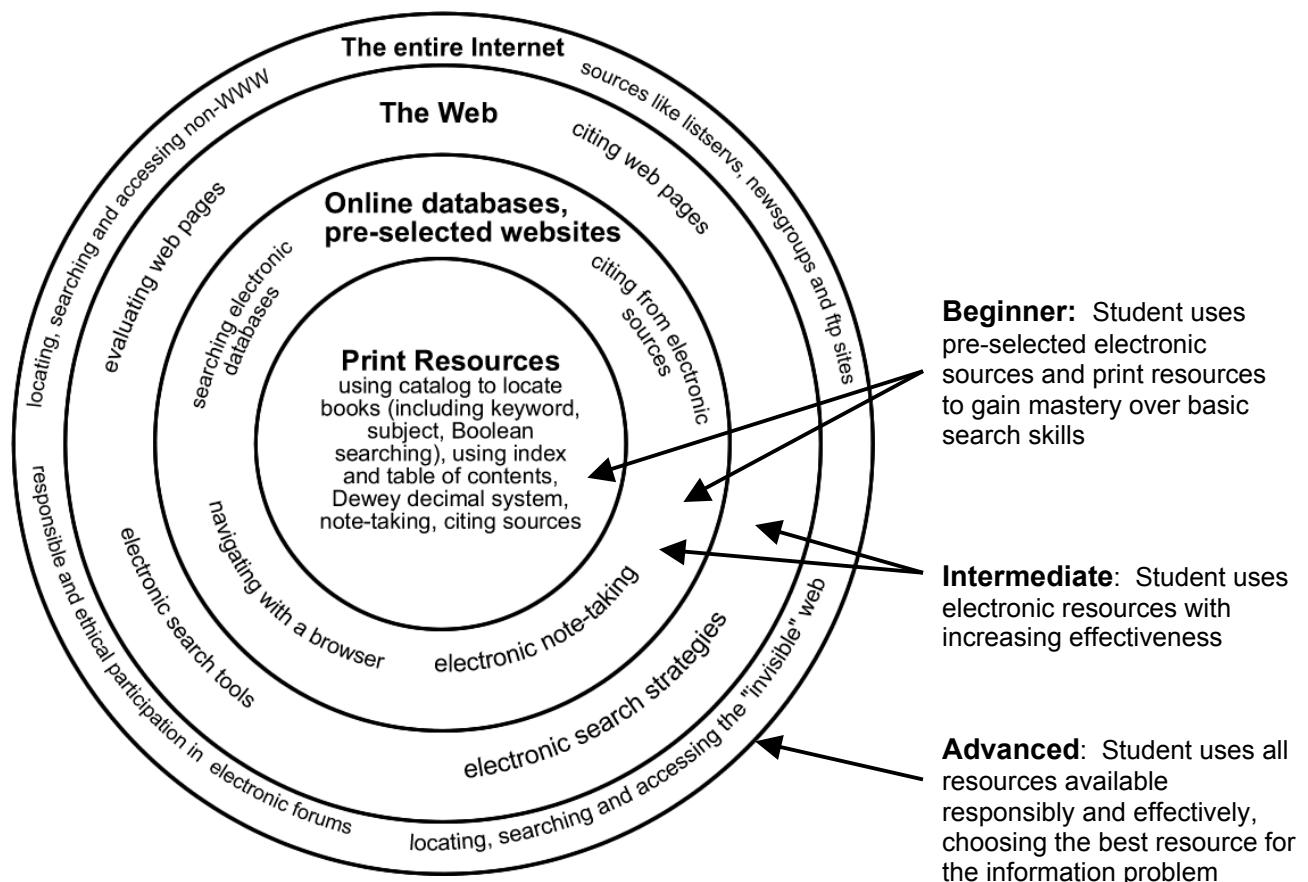 The entire Internet
locating, searching and accessing non-WWW
sources like listservs, newsgroups and ftp sites
responsible and ethical participation in electronic forums
locating, searching and accessing the "invisible" web
The Web
evaluating web pages
citing web pages
electronic search tools
electronic search strategies
Online databases,
pre-selected websites
searching electronic
databases
citing from electronic
sources
navigating with a browser
electronic note-taking
Print Resources
using catalog to locate
books (including keyword,
subject, Boolean
searching), using index
and table of contents,
Dewey decimal system,
note-taking, citing sources
Beginner: Student uses
pre-selected electronic
sources and print resources
to gain mastery over basic
search skills
Intermediate: Student uses
electronic resources with
increasing effectiveness
Advanced: Student uses all
resources available
responsibly and effectively,
choosing the best resource for
the information problem